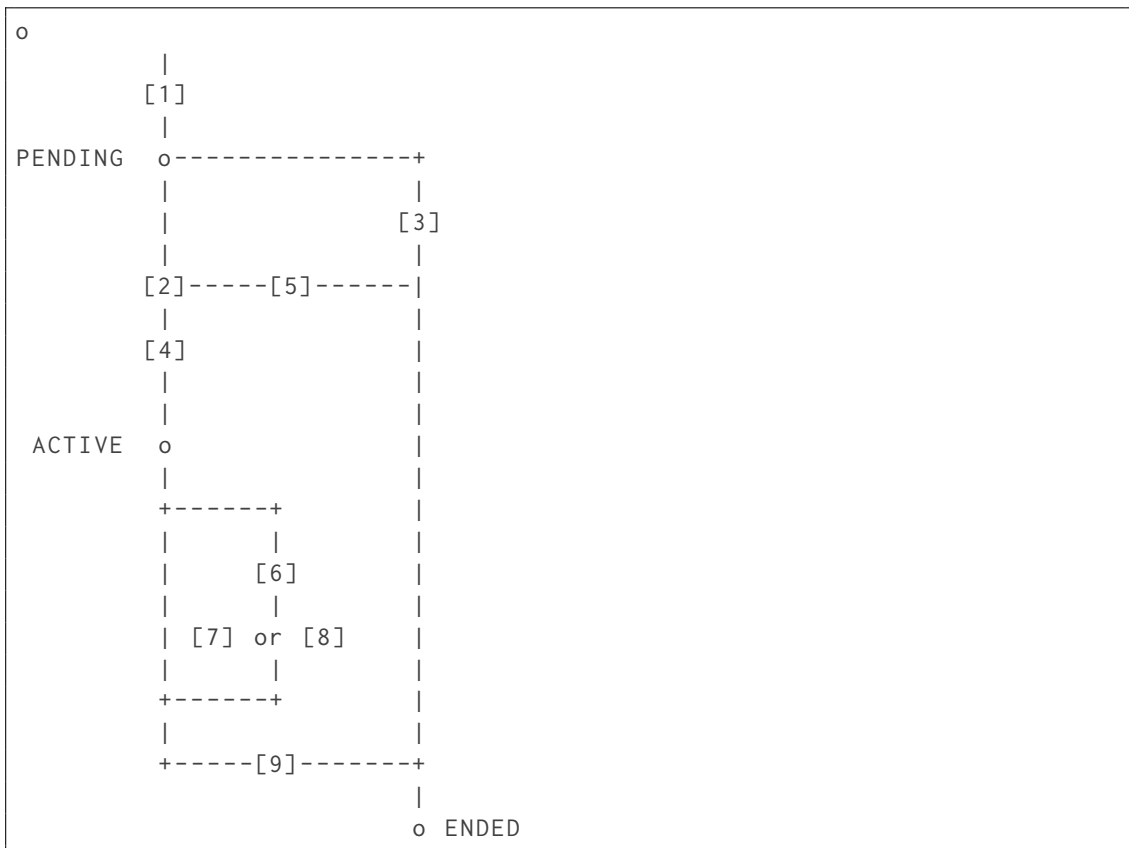 o
|
[1]
|
PENDING o---------------+
| |
| [3]
| |
[2]-----[5]------|
| |
[4] |
| |
| |
ACTIVE o |
| |
+------+ |
| | |
| [6] |
| | |
| [7] or [8] |
| | |
+------+ |
| |
+-----[9]-------+
|
o ENDED